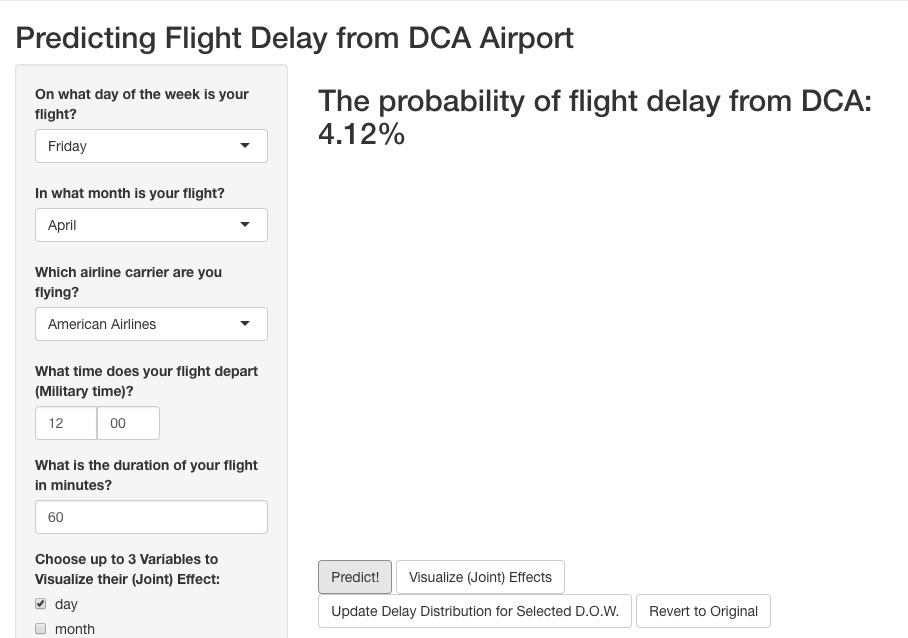 Predicting Flight Delay from DCA Airport
On what day of the week is your
flight?
Friday
In what month is your flight?
April
Which airline carrier are you
flying?
American Airlines
What time does your flight depart
(Military time)?
12 00
What is the duration of your flight
in minutes?
60
Choose up to 3 Variables to
Visualize their (Joint) Effect:
day
month
The probability of flight delay from DCA:
4.12%
Predict! Visualize (Joint) Effects
Update Delay Distribution for Selected D.O.W. Revert to Original